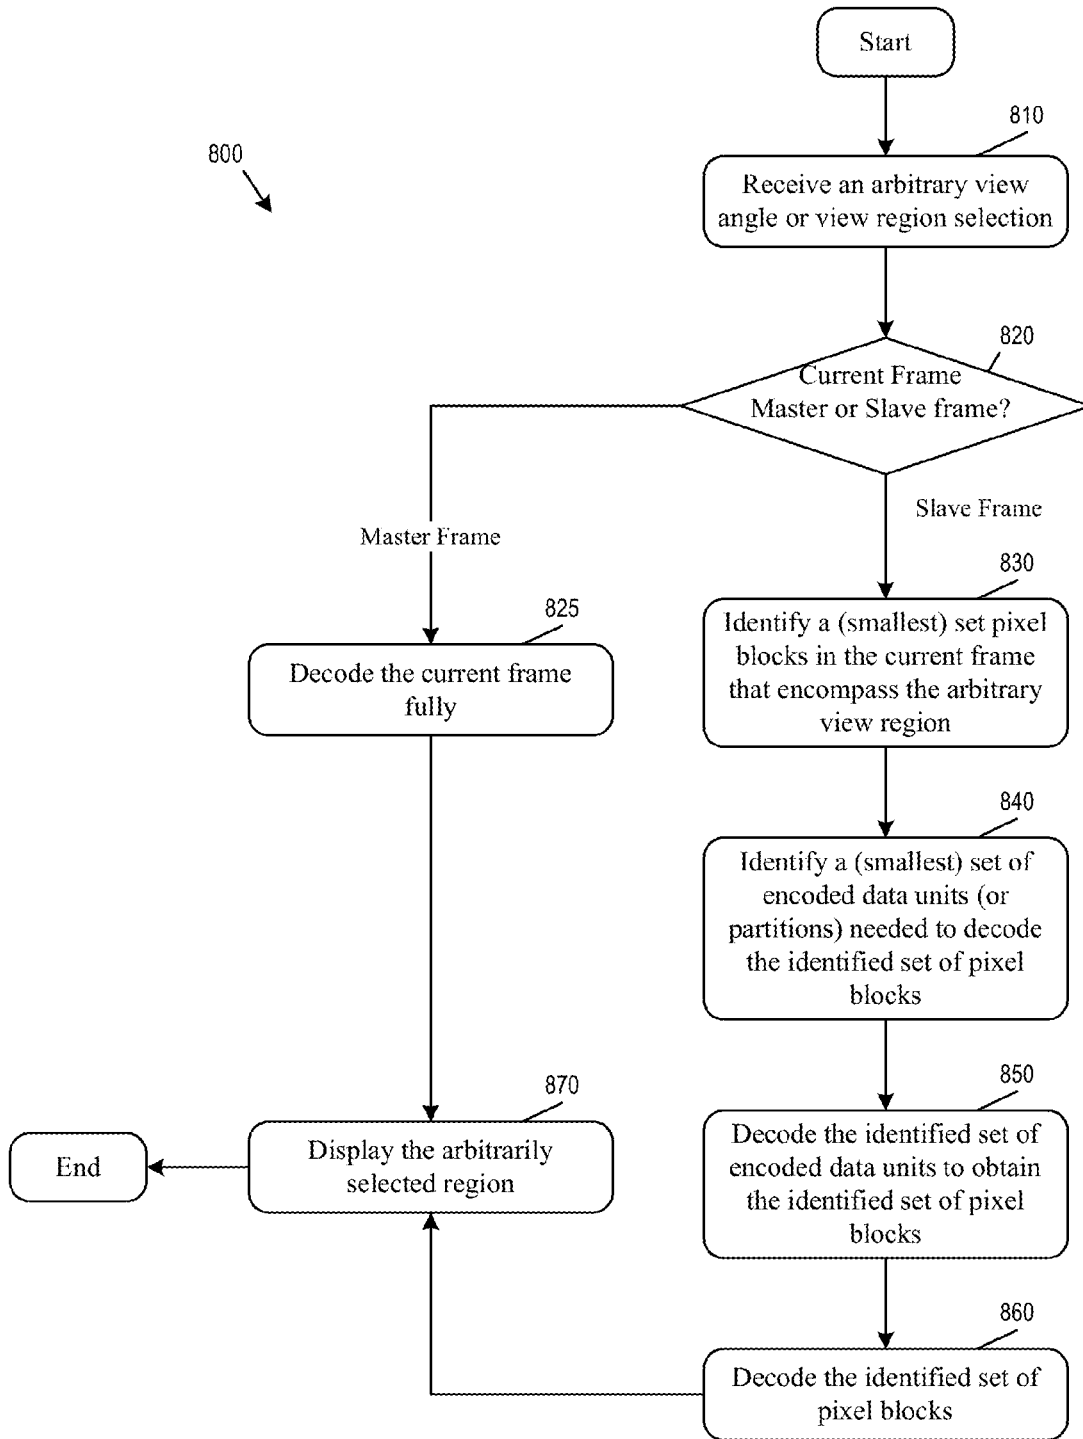 Start
810
800
Receive an arbitrary view
angle or view region selection
820
Current Frame
Master or Slave frame?
Slave Frame
Master Frame
830
825
Identify a (smallest) set pixel
blocks in the current frame
that encompass the arbitrary
view region
Decode the current frame
fully
840
Identify a (smallest) set of
encoded data units (or
partitions) needed to decode
the identified set of pixel
blocks
850
870
Decode the identified set of
encoded data units to obtain
the identified set of pixel
blocks
Display the arbitrarily
selected region
End
860
Decode the identified set of
pixel blocks